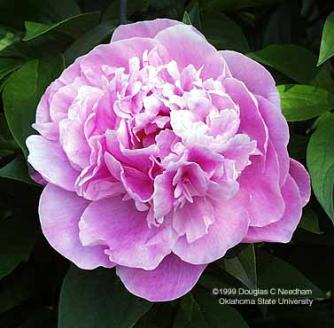 ©1999 Douglas C Needham
Oklahoma State University